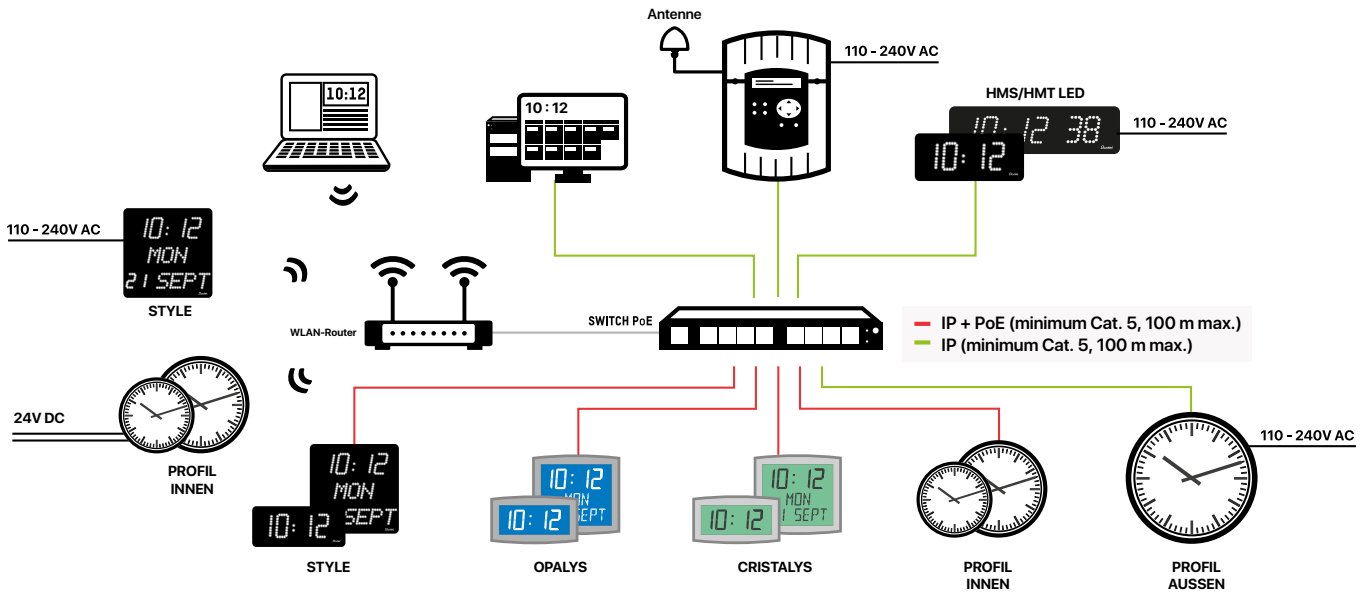 Antenne
110 - 240V AC
10:12
10:12
HMS/HMT LED
10:12 38
110 - 240V AC
10:12
110 - 240V AC
10:12
MON
21 SEPT
STYLE
WLAN-Router
SWITCH PoE
IP + PoE (minimum Cat. 5, 100 m max.)
IP (minimum Cat. 5, 100 m max.)
24V DC
PROFIL
INNEN
10:12
MON
SEPT
10:12
STYLE
10:12
MON
SEPT
10:12
OPALYS
10:12
MON
SEPT
10:12
CRISTALYS
PROFIL
INNEN
110 - 240V AC
PROFIL
AUSSEN